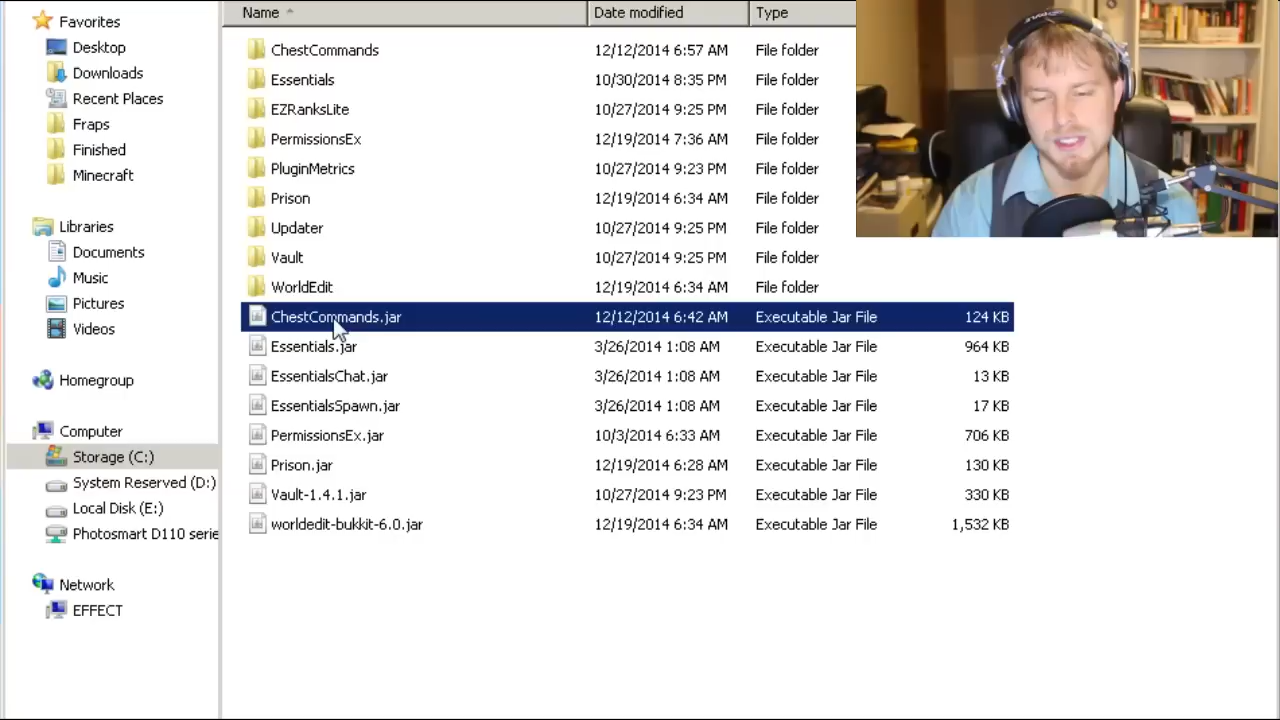 Favorites
Desktop
Downloads
Recent Places
Fraps
Finished
Minecraft
Libraries
Documents
Music
Pictures
Videos
Homegroup
Computer
Storage (C:)
System Reserved (D:)
Local Disk (E:)
Photosmart D110 serie
Network
EFFECT
Name Date modified Type
ChestCommands 12/12/2014 6:57 AM File folder
Essentials 10/30/2014 8:35 PM File folder
EZRanksLite 10/27/2014 9:25 PM File folder
PermissionsEx 12/19/2014 7:36 AM File folder
PluginMetrics 10/27/2014 9:23 PM File folder
Prison 12/19/2014 6:34 AM File folder
Updater 10/27/2014 9:25 PM File folder
Vault 10/27/2014 9:25 PM File folder
WorldEdit 12/19/2014 6:34 AM File folder
ChestCommands.jar 12/12/2014 6:42 AM Executable Jar File 124 KB
Essentials.jar 3/26/2014 1:08 AM Executable Jar File 964 KB
EssentialsChat.jar 3/26/2014 1:08 AM Executable Jar File 13 KB
EssentialsSpawn.jar 3/26/2014 1:08 AM Executable Jar File 17 KB
PermissionsEx.jar 10/3/2014 6:33 AM Executable Jar File 706 KB
Prison.jar 12/19/2014 6:28 AM Executable Jar File 130 KB
Vault-1.4.1.jar 10/27/2014 9:23 PM Executable Jar File 330 KB
worldedit-bukkit-6.0.jar 12/19/2014 6:34 AM Executable Jar File 1,532 KB